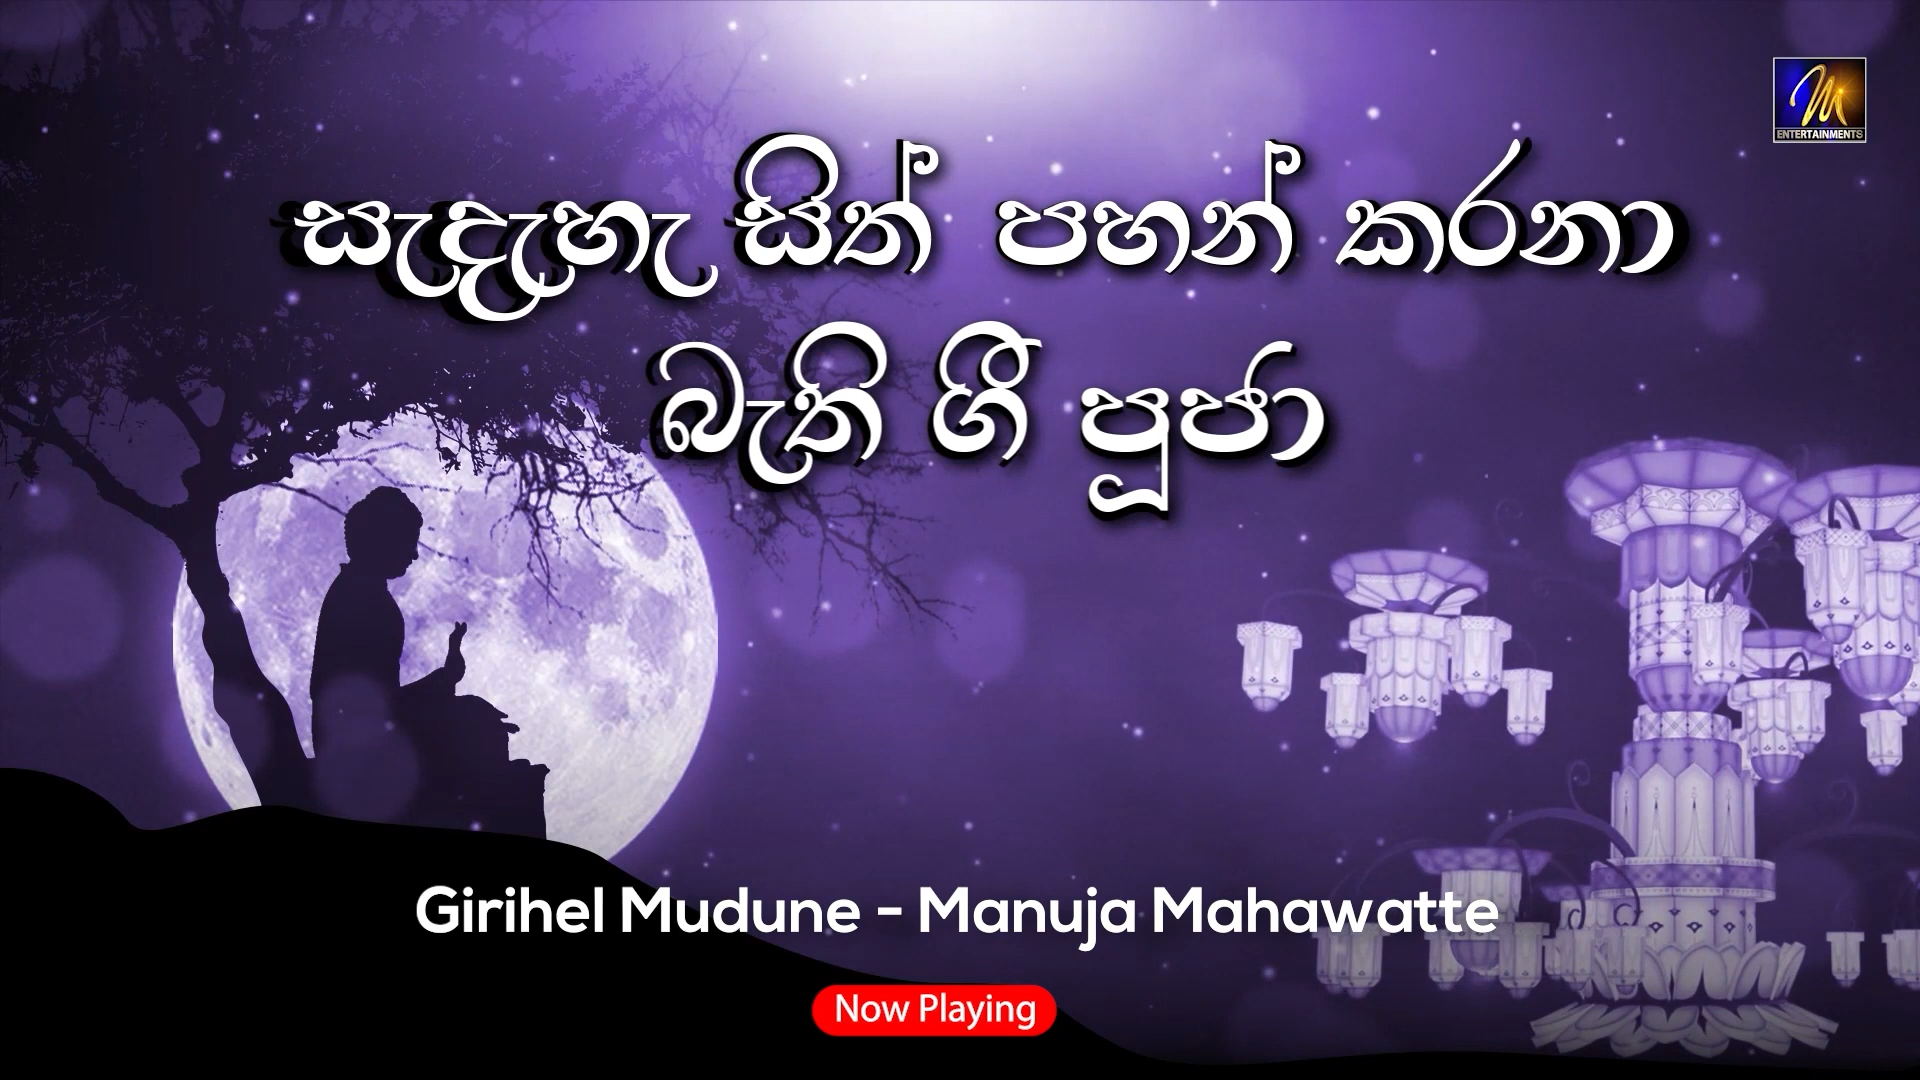 සැදැහැ සිත් පහන් කරනා
බැති ගී පූජා
M
ENTERTAINMENTS
Girihel Mudune - Manuja Mahawatte
Now Playing